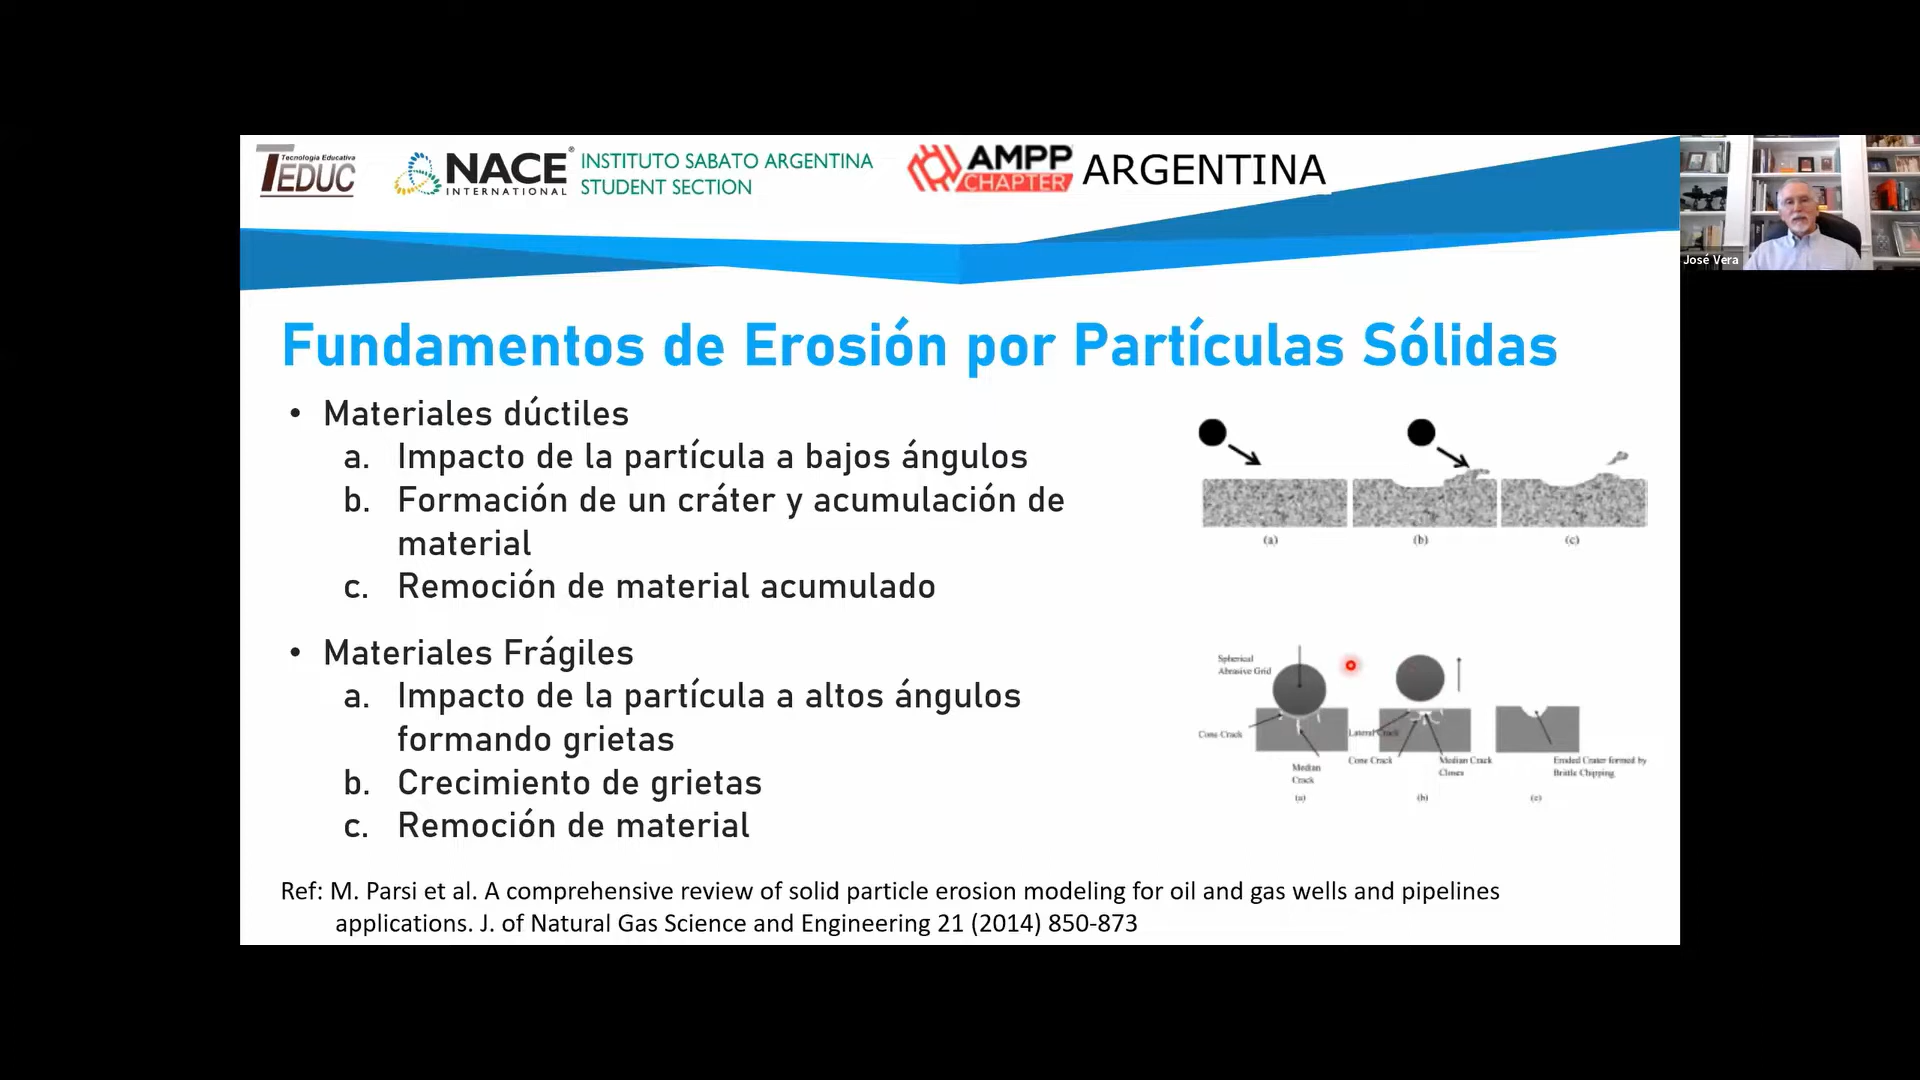 Tecnología Educativa
TEDUC
NACE® INTERNATIONAL
INSTITUTO SABATO ARGENTINA
STUDENT SECTION
AMPP CHAPTER ARGENTINA
José Vera
Fundamentos de Erosión por Partículas Sólidas
• Materiales dúctiles
a. Impacto de la partícula a bajos ángulos
b. Formación de un cráter y acumulación de
material
c. Remoción de material acumulado
(a) (b) (c)
• Materiales Frágiles
a. Impacto de la partícula a altos ángulos
formando grietas
b. Crecimiento de grietas
c. Remoción de material
Spherical
Abrasive Grid
Cone Crack
Median
Crack
(a)
Lateral Crack
Cone Crack
Median Crack
Closes
(b)
Eroded Crater formed by
Brittle Chipping
(c)
Ref: M. Parsi et al. A comprehensive review of solid particle erosion modeling for oil and gas wells and pipelines
applications. J. of Natural Gas Science and Engineering 21 (2014) 850-873